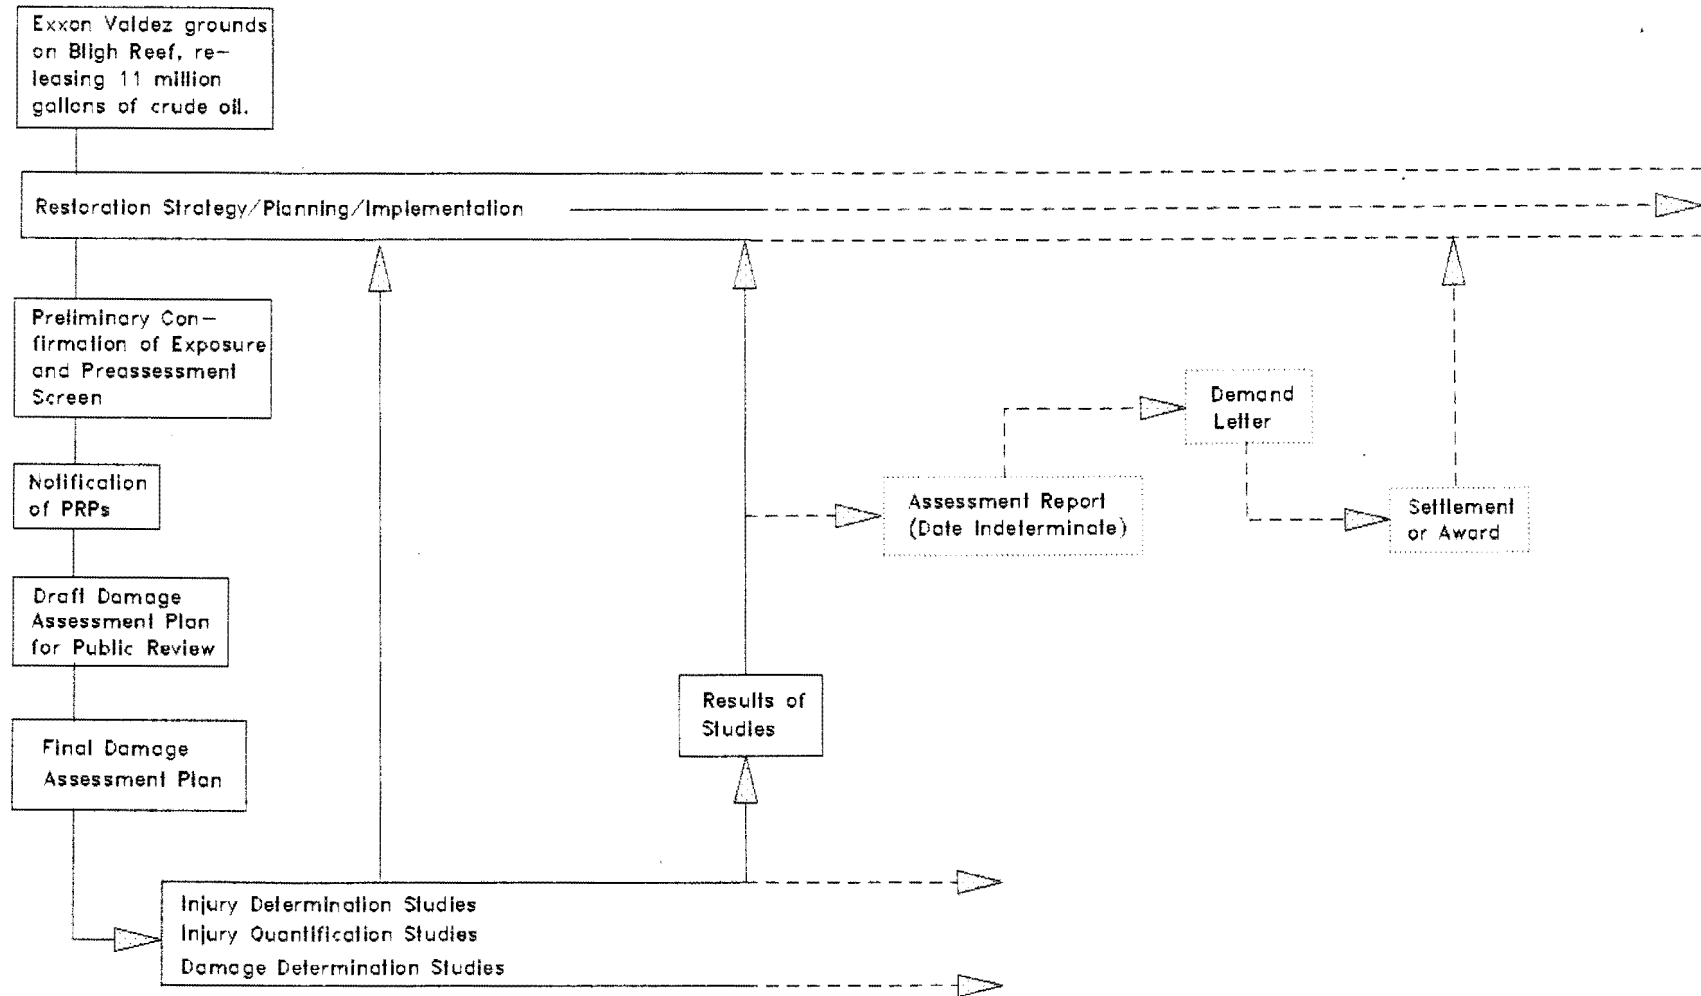 Exxon Valdez grounds
on Bligh Reef, re-
leasing 11 million
gallons of crude oil.
Restoration Strategy/Planning/Implementation
Preliminary Con-
firmation of Exposure
and Preassessment
Screen
Notification
of PRPs
Draft Damage
Assessment Plan
for Public Review
Final Damage
Assessment Plan
Injury Determination Studies
Injury Quantification Studies
Damage Determination Studies
Results of
Studies
Assessment Report
(Date Indeterminate)
Demand
Letter
Settlement
or Award